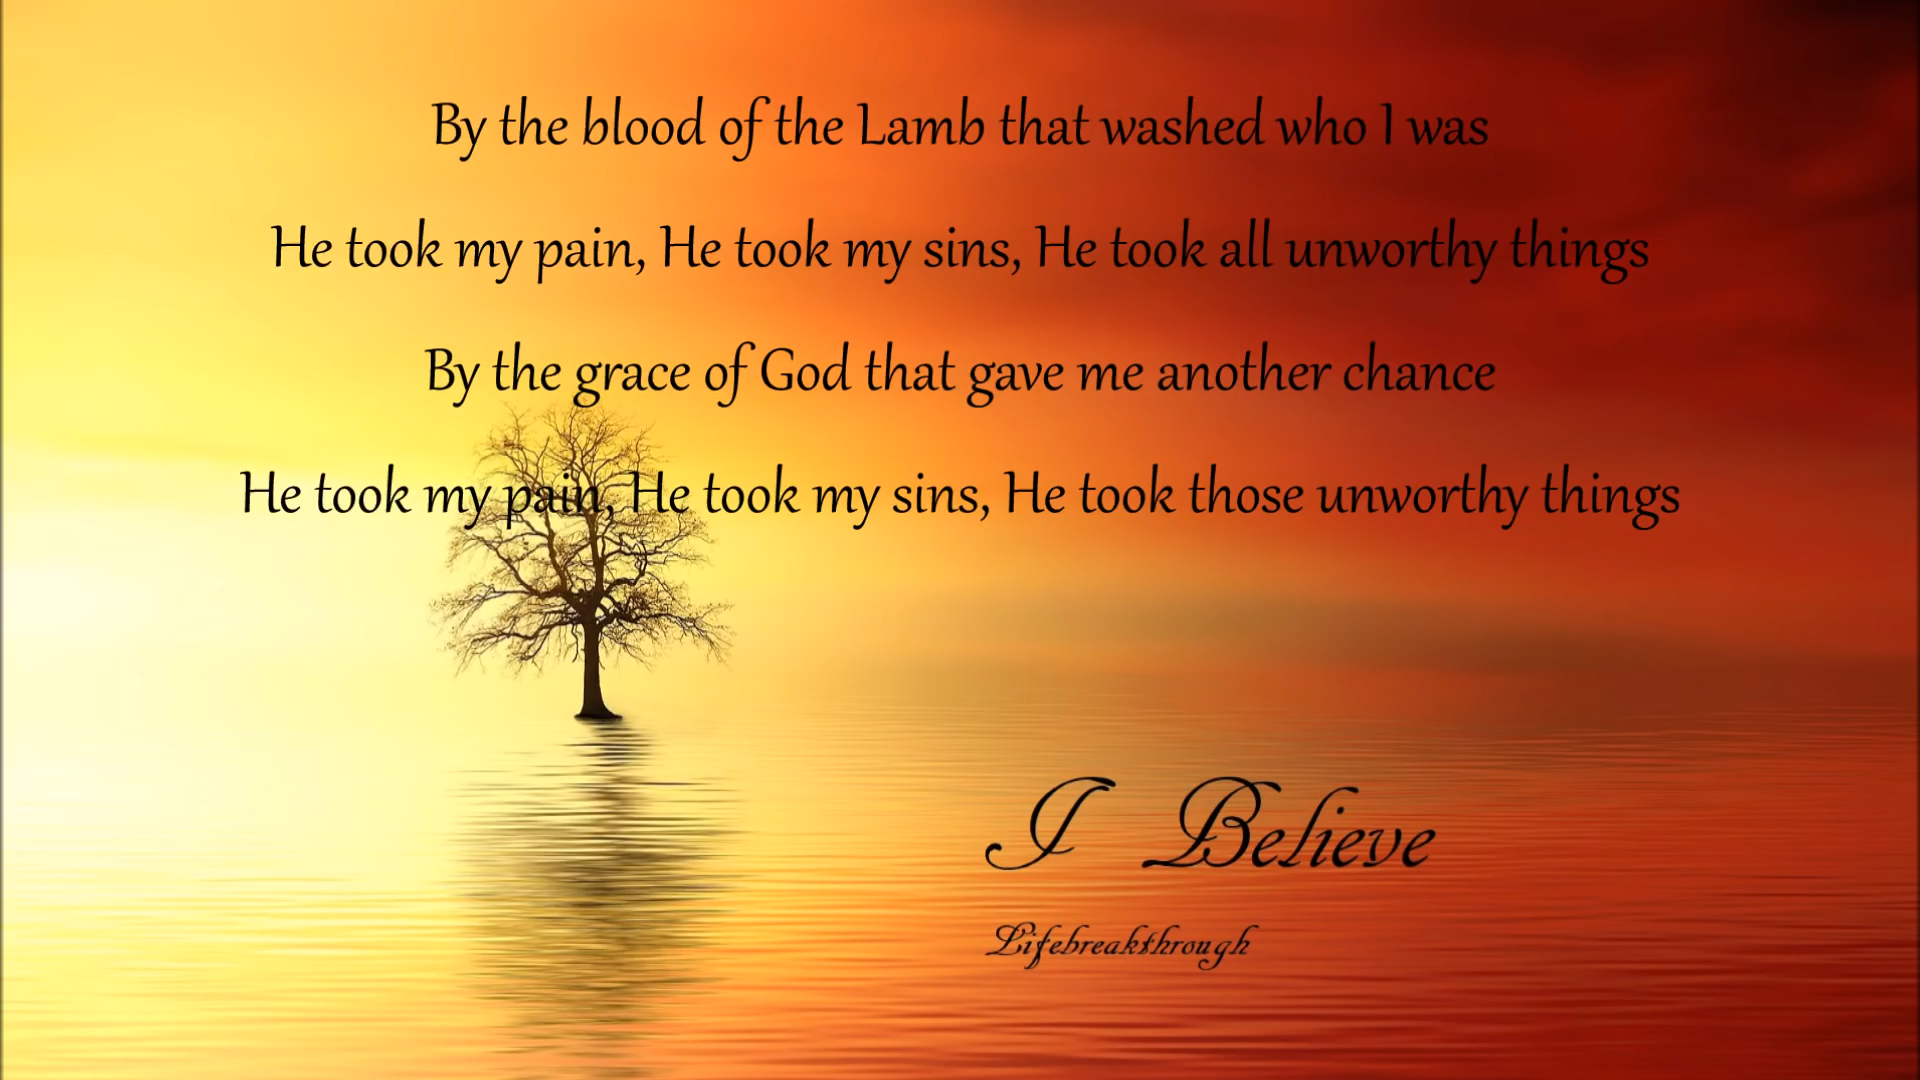 By the blood of the Lamb that washed who I was
He took my pain, He took my sins, He took all unworthy things
By the grace of God that gave me another chance
He took my pain, He took my sins, He took those unworthy things
I Believe
Lifebreakthrough